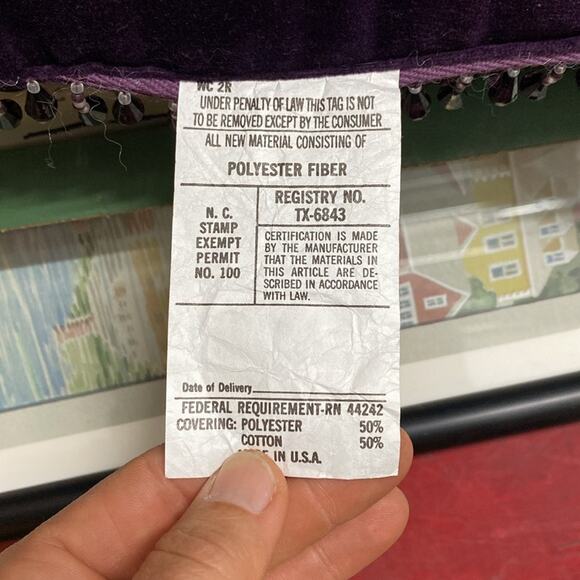 WC 2R
UNDER PENALTY OF LAW THIS TAG IS NOT
TO BE REMOVED EXCEPT BY THE CONSUMER
ALL NEW MATERIAL CONSISTING OF
POLYESTER FIBER
N. C.
STAMP
EXEMPT
PERMIT
NO. 100
REGISTRY NO.
TX-6843
CERTIFICATION IS MADE
BY THE MANUFACTURER
THAT THE MATERIALS IN
THIS ARTICLE ARE DE-
SCRIBED IN ACCORDANCE
WITH LAW.
Date of Delivery
FEDERAL REQUIREMENT-RN 44242
COVERING: POLYESTER 50%
COTTON 50%
IN U.S.A.